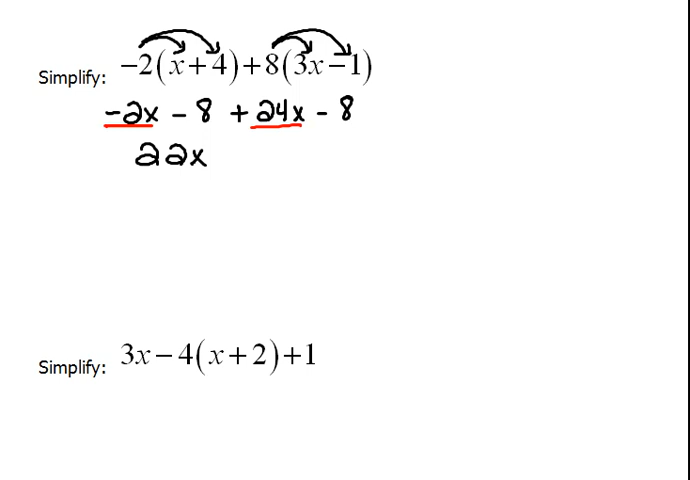 Simplify: −2(x+4)+8(3x−1)
-2x - 8 + 24x - 8
22x
Simplify: 3x−4(x+2)+1